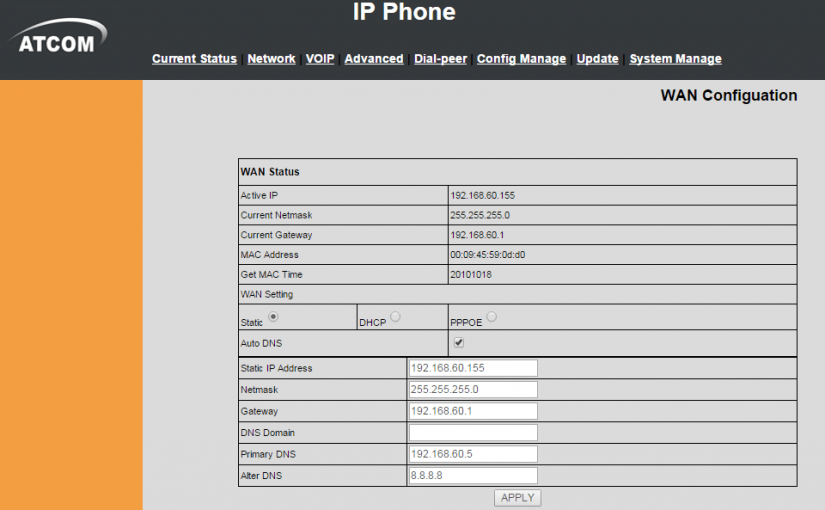 IP Phone
ATCOM
Current Status | Network | VOIP | Advanced | Dial-peer | Config Manage | Update | System Manage
WAN Configuation
WAN Status
Active IP 192.168.60.155
Current Netmask 255.255.255.0
Current Gateway 192.168.60.1
MAC Address 00:09:45:59:0d:d0
Get MAC Time 20101018
WAN Setting
Static DHCP PPPOE
Auto DNS
Static IP Address 192.168.60.155
Netmask 255.255.255.0
Gateway 192.168.60.1
DNS Domain
Primary DNS 192.168.60.5
Alter DNS 8.8.8.8
APPLY